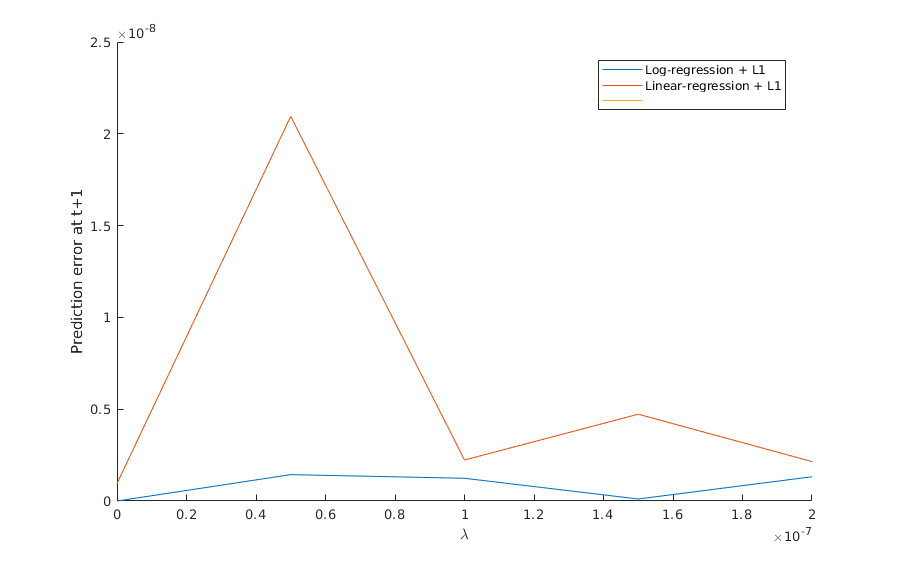 ×10-8
2.5
2
1.5
1
0.5
0
Prediction error at t+1
Log-regression + L1
Linear-regression + L1
0 0.2 0.4 0.6 0.8 1 1.2 1.4 1.6 1.8 2
λ
×10-7